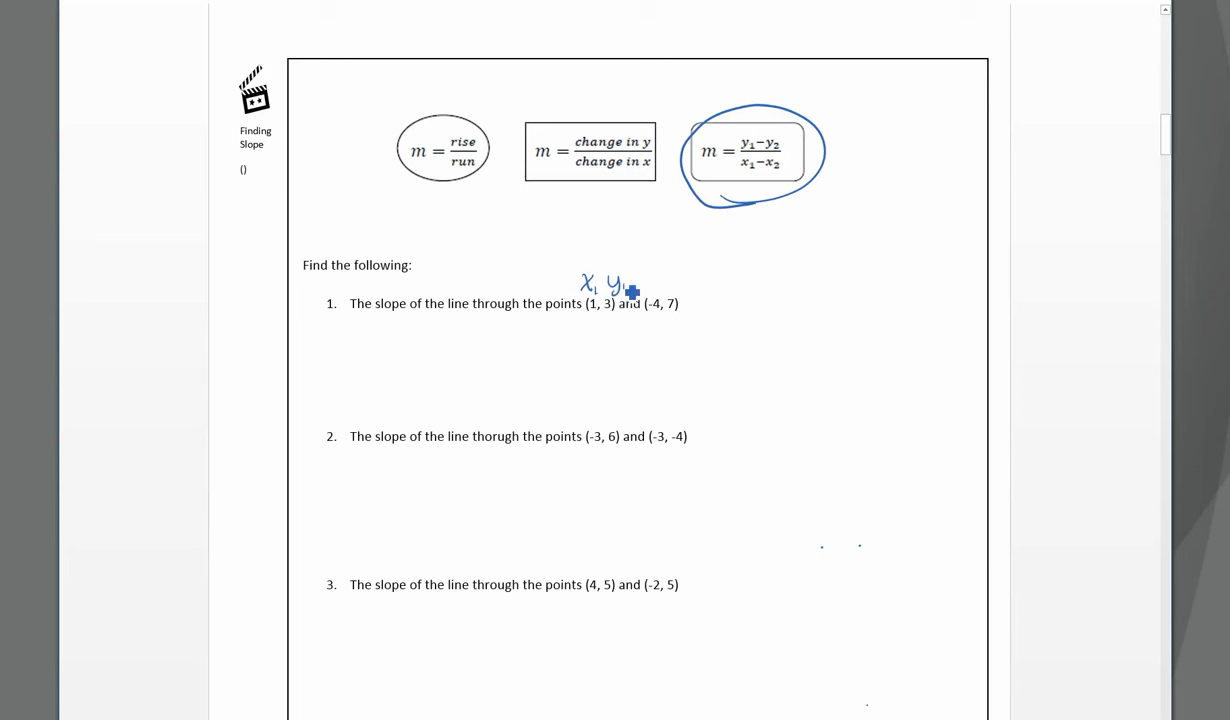 Finding
Slope
()
m = rise/run
m = change in y/change in x
m = y₁−y₂/x₁−x₂
Find the following:
x₁ y₁
1. The slope of the line through the points (1, 3) and (-4, 7)
2. The slope of the line thorugh the points (-3, 6) and (-3, -4)
3. The slope of the line through the points (4, 5) and (-2, 5)